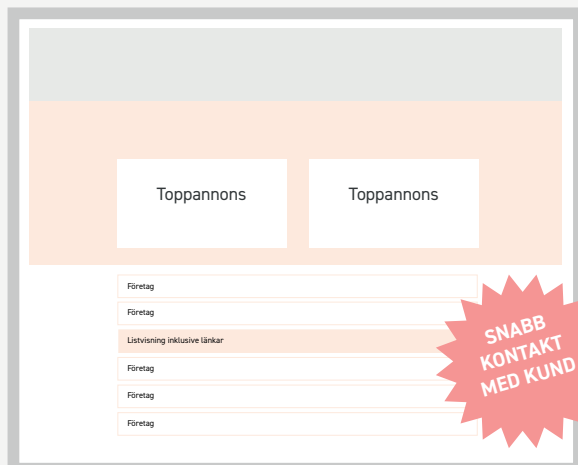 Toppannons
Toppannons
Företag
Företag
Listvisning inklusive länkar
Företag
Företag
Företag
SNABB
KONTAKT
MED KUND